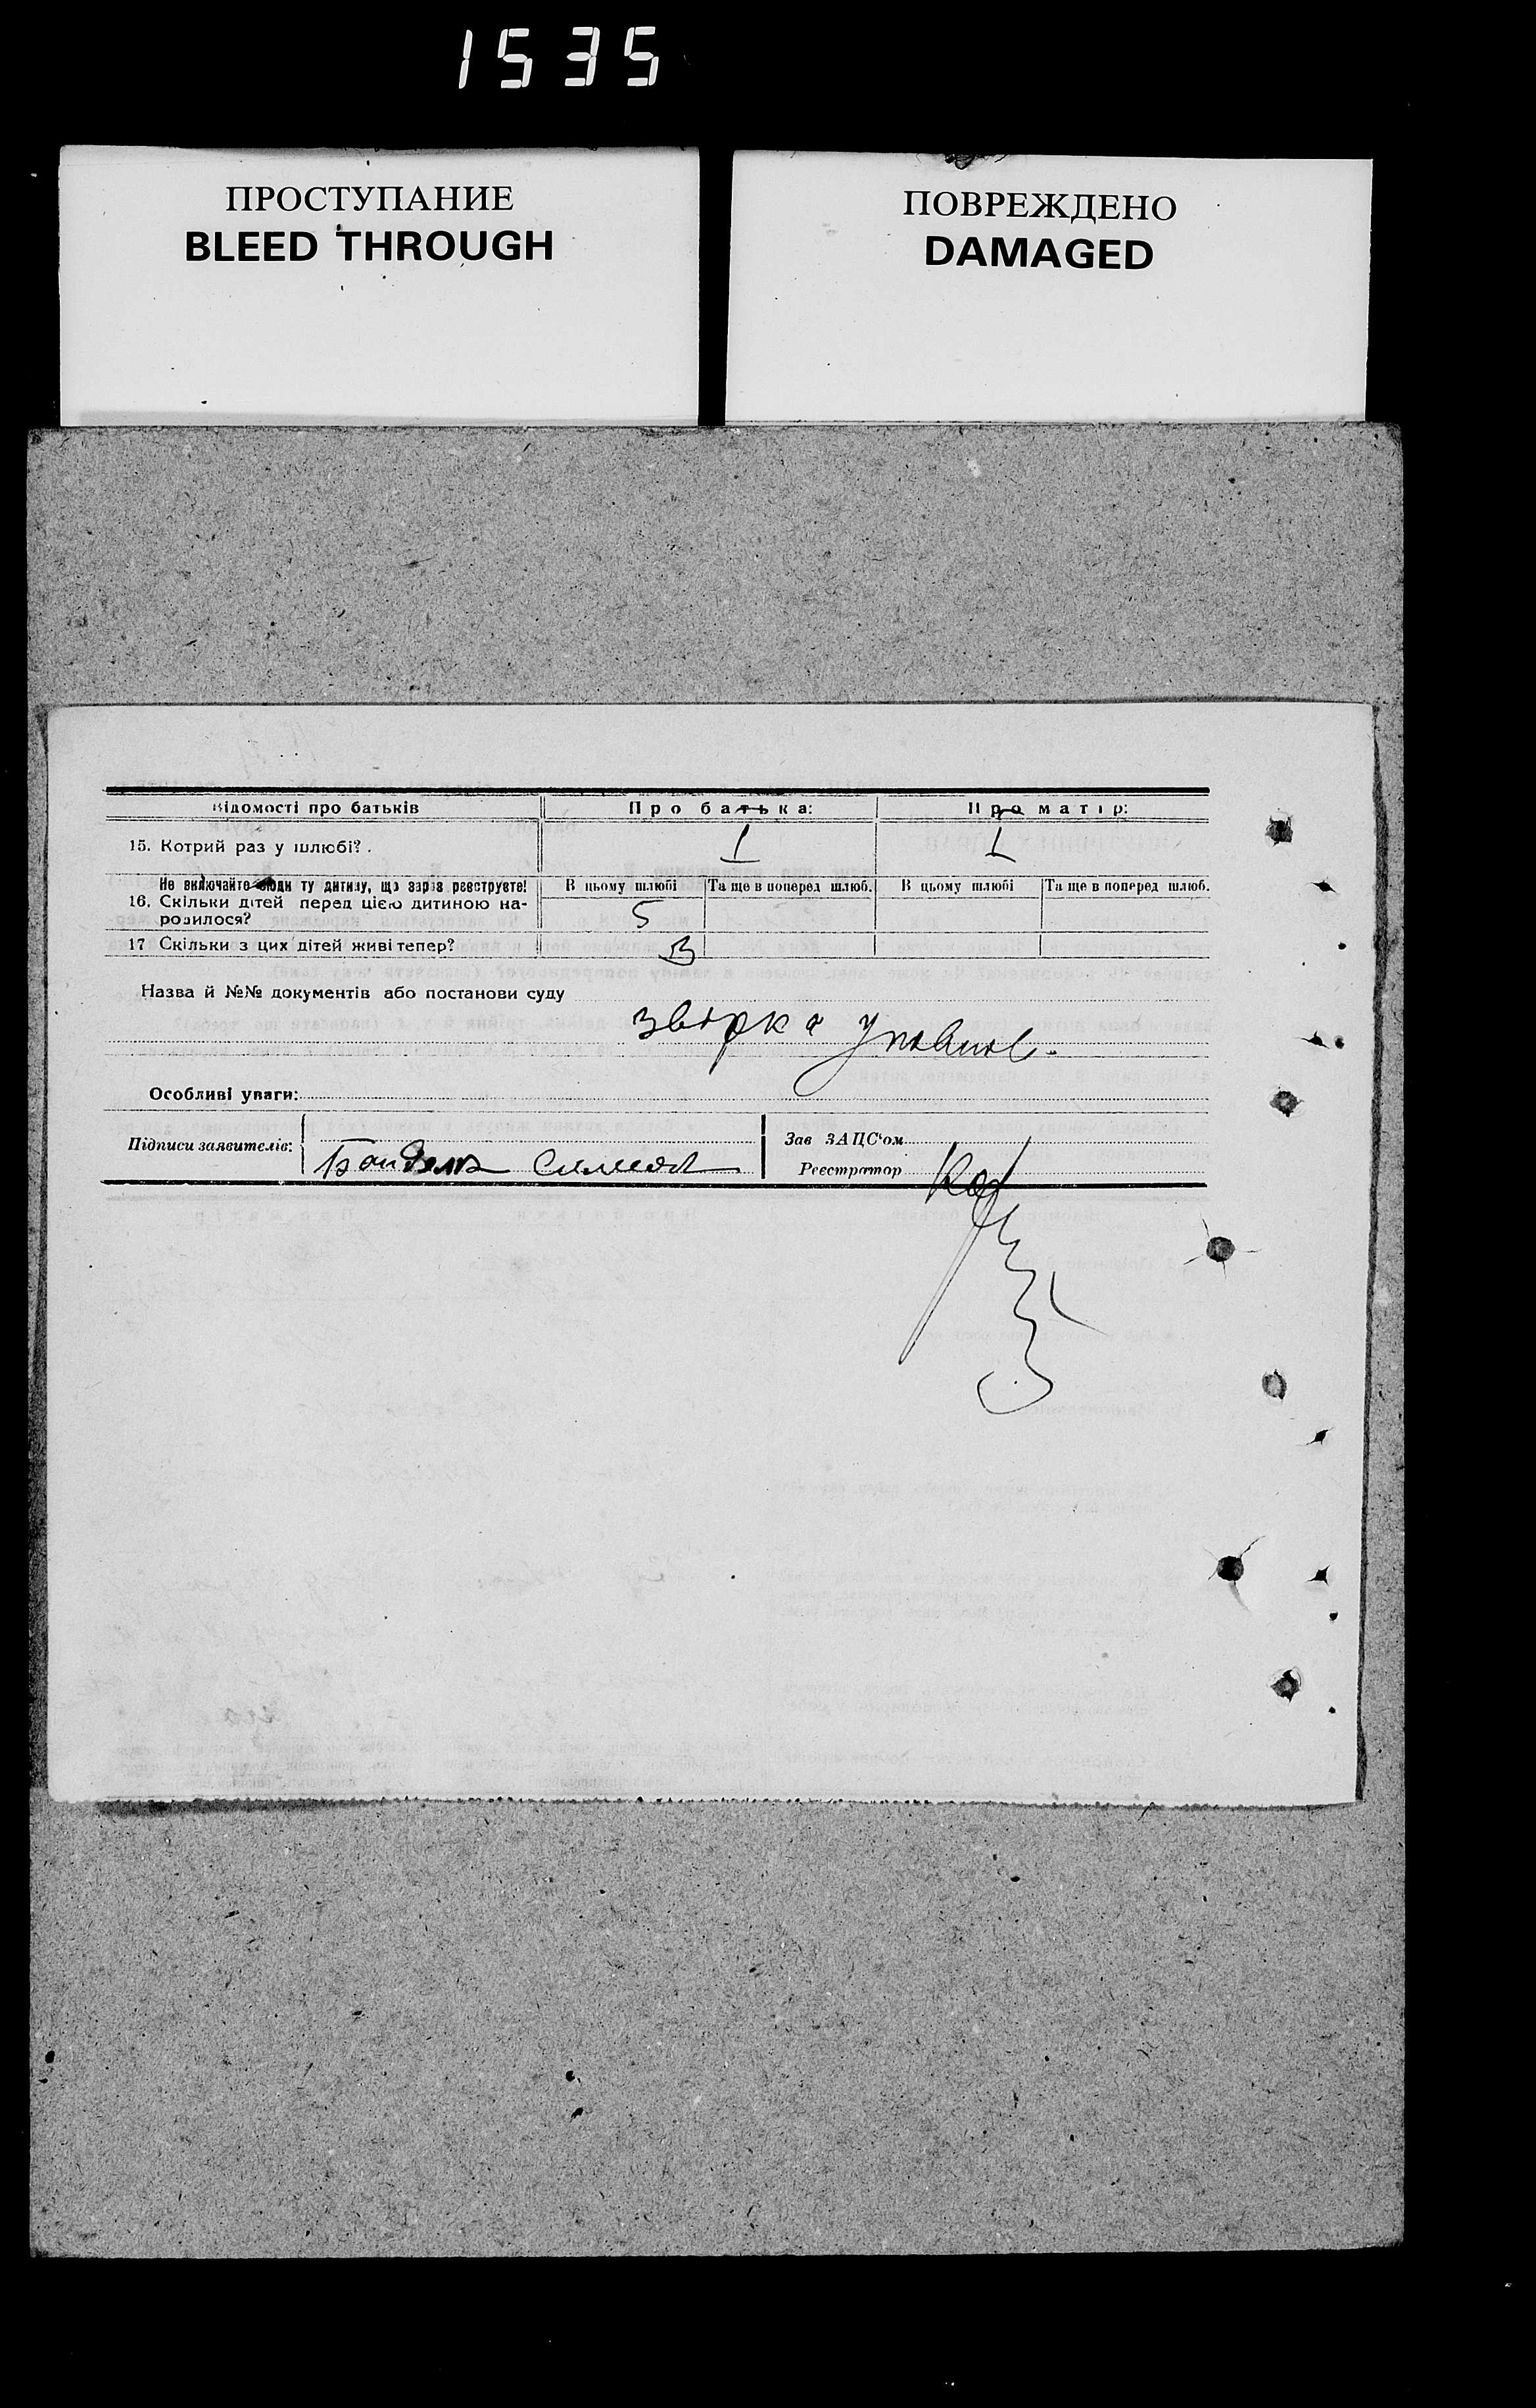 1535
ПРОСТУПАНИЕ
BLEED THROUGH
ПОВРЕЖДЕНО
DAMAGED
Відомості про батьків Про батька: Про матір:
15. Котрий раз у шлюбі? . 1 1
Не включайте сюди ту дитину, що зараз реєструєте! В цьому шлюбі Та ще в поперед шлюб. В цьому шлюбі Та ще в поперед шлюб.
16. Скільки дітей перед цією дитиною на-
родилося? 5
17 Скільки з цих дітей живі тепер? 3
Назва й №№ документів або постанови суду
звірка
Особливі уваги:
Підписи заявителів: Зав ЗАЦС'ом
Реєстратор